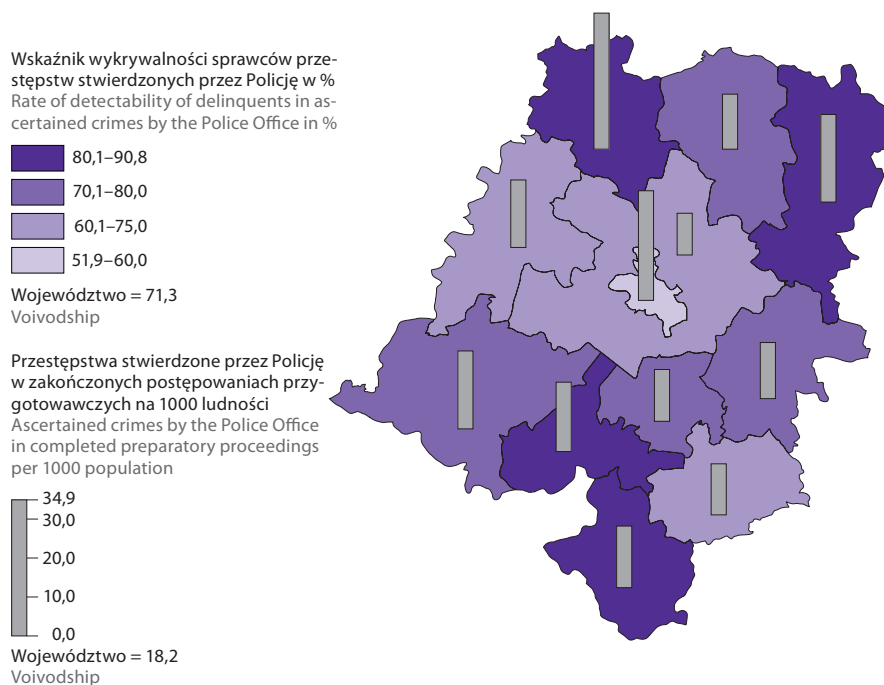 Wskaźnik wykrywalności sprawców prze-
stępstw stwierdzonych przez Policję w %
Rate of detectability of delinquents in as-
certained crimes by the Police Office in %
80,1–90,8
70,1–80,0
60,1–75,0
51,9–60,0
Województwo = 71,3
Voivodship
Przestępstwa stwierdzone przez Policję
w zakończonych postępowaniach przy-
gotowawczych na 1000 ludności
Ascertained crimes by the Police Office
in completed preparatory proceedings
per 1000 population
34,9
30,0
20,0
10,0
0,0
Województwo = 18,2
Voivodship